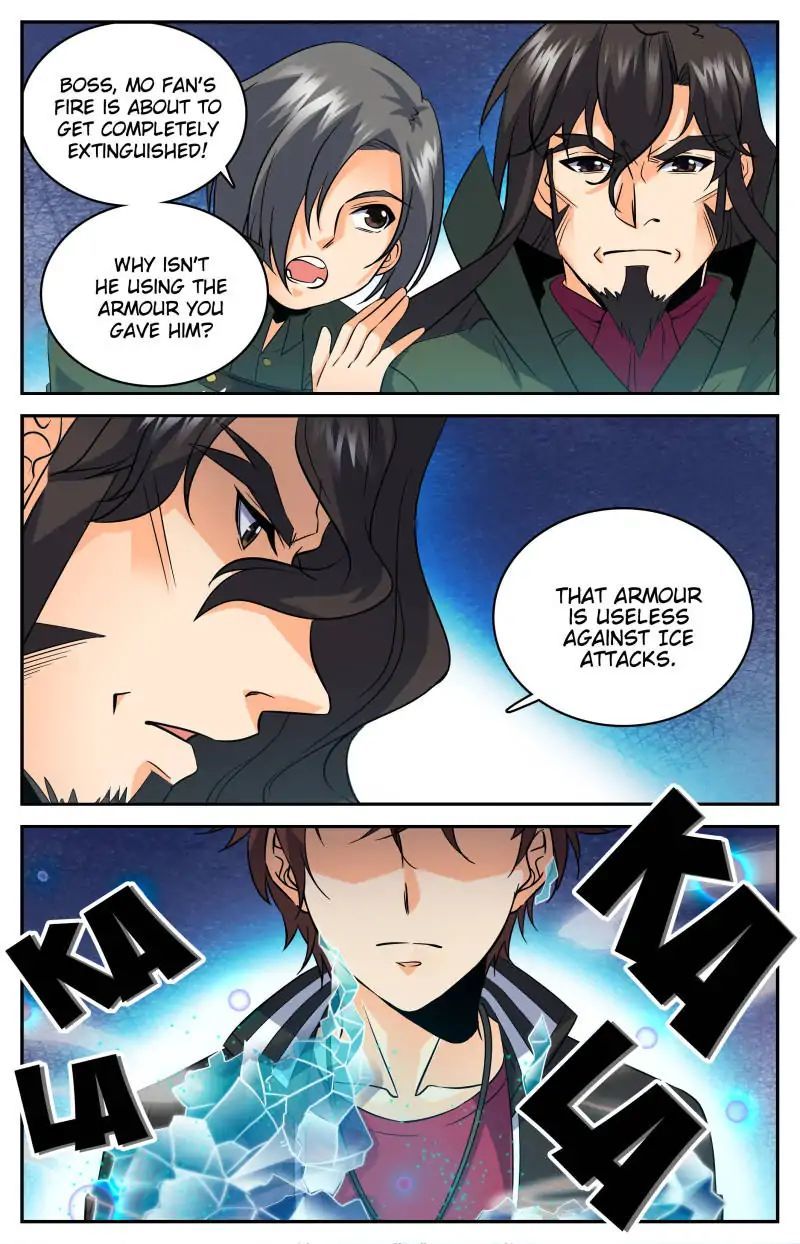 BOSS, MO FAN'S
FIRE IS ABOUT TO
GET COMPLETELY
EXTINGUISHED!
WHY ISN'T
HE USING THE
ARMOUR YOU
GAVE HIM?
THAT ARMOUR
IS USELESS
AGAINST ICE
ATTACKS.
KA
LA
KA
LA